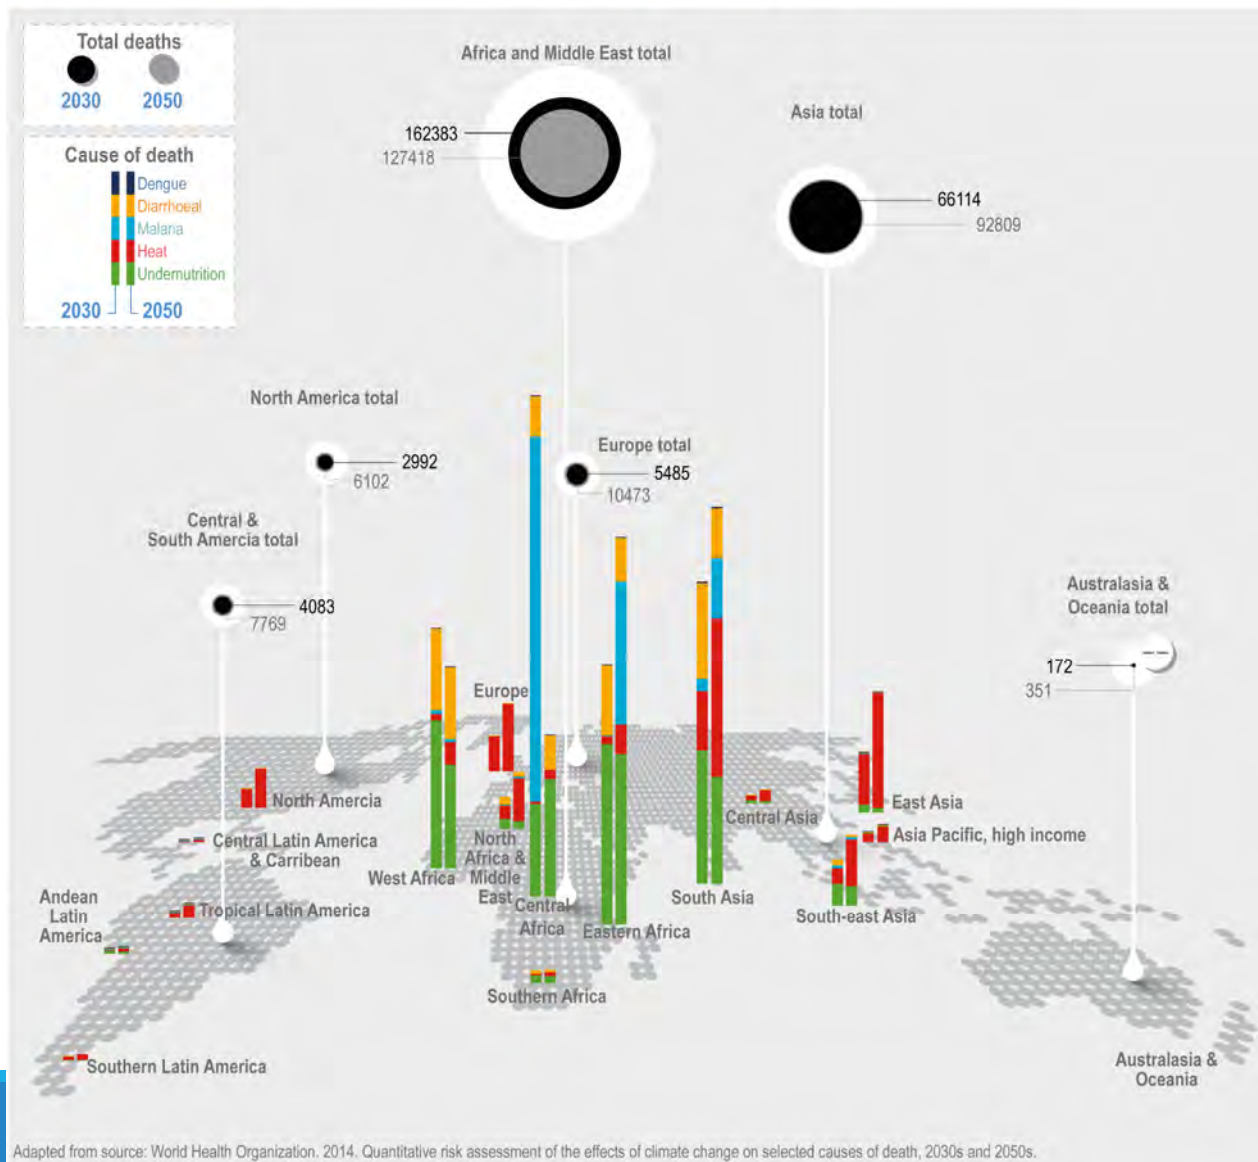 Total deaths
2030 2050
Cause of death
Dengue
Diarrhoeal
Malaria
Heat
Undernutrition
2030 2050
Africa and Middle East total
162383
127418
Asia total
66114
92809
North America total
2992
6102
Europe total
5485
10473
Central &
South Amercia total
4083
7769
Australasia &
Oceania total
172
351
Europe
North Amercia
Central Latin America
& Carribean
West Africa
North
Africa &
Middle
East
Central
Africa
Eastern Africa
South Asia
Central Asia
East Asia
Asia Pacific, high income
South-east Asia
Andean
Latin
America
Tropical Latin America
Southern Africa
Southern Latin America
Australasia &
Oceania
Adapted from source: World Health Organization. 2014. Quantitative risk assessment of the effects of climate change on selected causes of death, 2030s and 2050s.